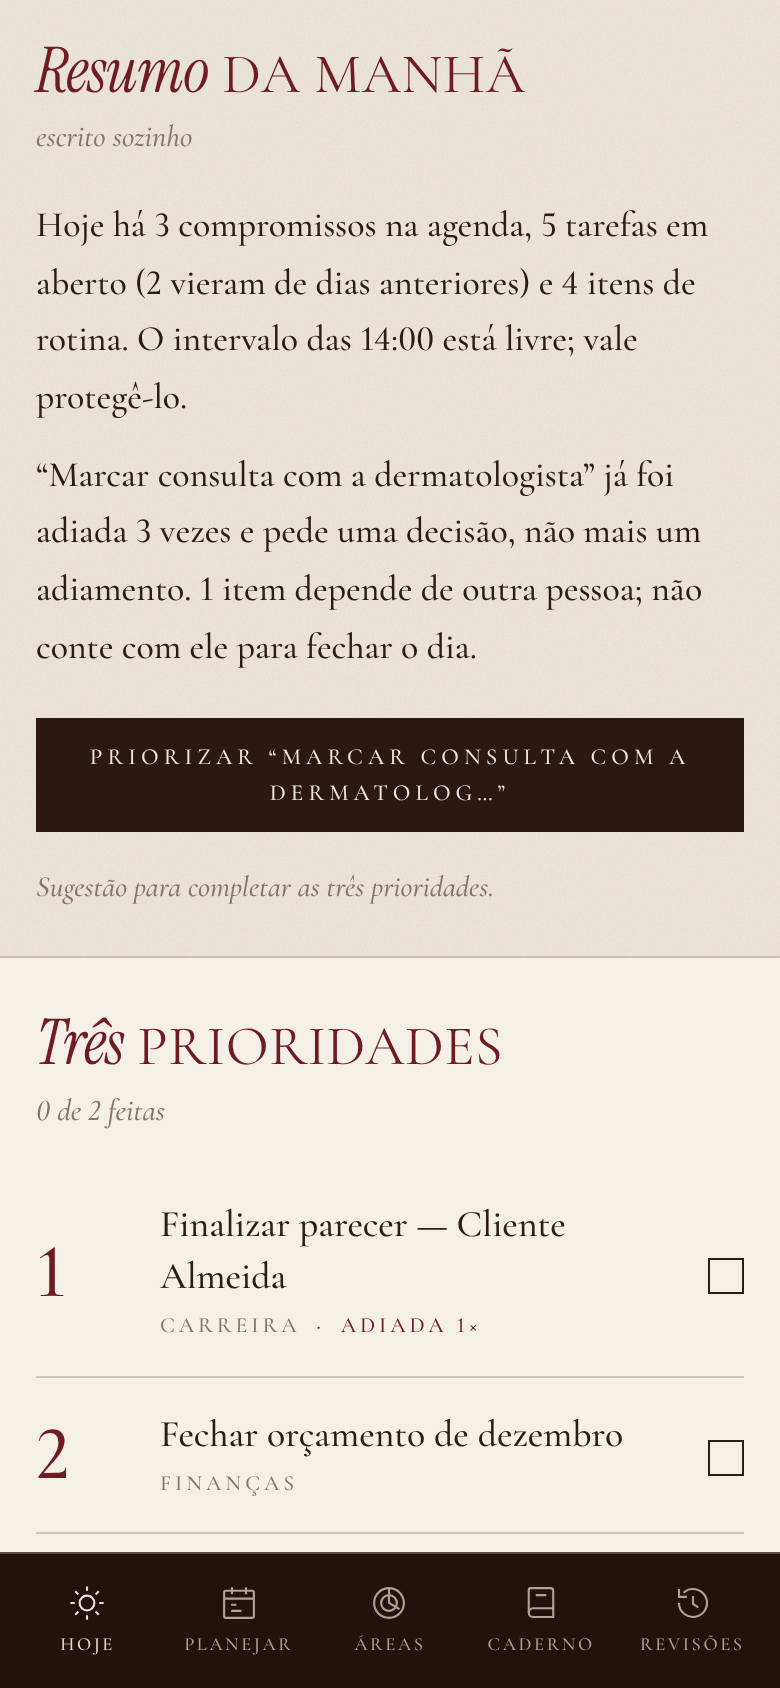 Resumo DA MANHÃ
escrito sozinho
Hoje há 3 compromissos na agenda, 5 tarefas em
aberto (2 vieram de dias anteriores) e 4 itens de
rotina. O intervalo das 14:00 está livre; vale
protegê-lo.
“Marcar consulta com a dermatologista” já foi
adiada 3 vezes e pede uma decisão, não mais um
adiamento. 1 item depende de outra pessoa; não
conte com ele para fechar o dia.
PRIORIZAR “MARCAR CONSULTA COM A
DERMATOLOG…”
Sugestão para completar as três prioridades.
Três PRIORIDADES
0 de 2 feitas
1
Finalizar parecer — Cliente
Almeida
CARREIRA · ADIADA 1×
2
Fechar orçamento de dezembro
FINANÇAS
HOJE
PLANEJAR
ÁREAS
CADERNO
REVISÕES